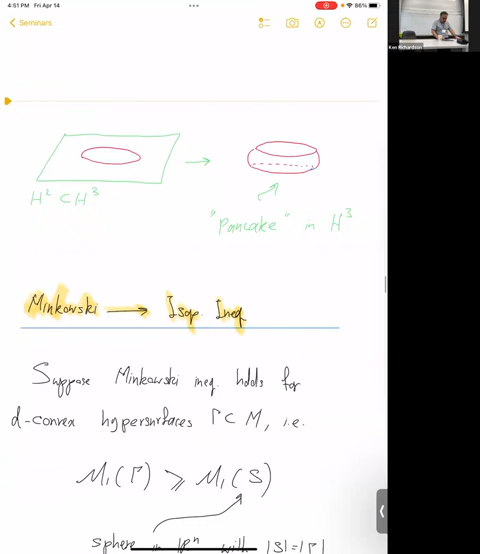 4:51 PM Fri Apr 14
86%
Seminars
Ken Richardson
H² ⊂ H³
"Pancake" in H³
Minkowski → Isop. Ineq
Suppose Minkowski ineq. holds for
d-convex hypersurfaces Γ ⊂ M, i.e.
M₁(Γ) ≥ M₁(S)
sphere in ℝⁿ with |S|=|Γ|